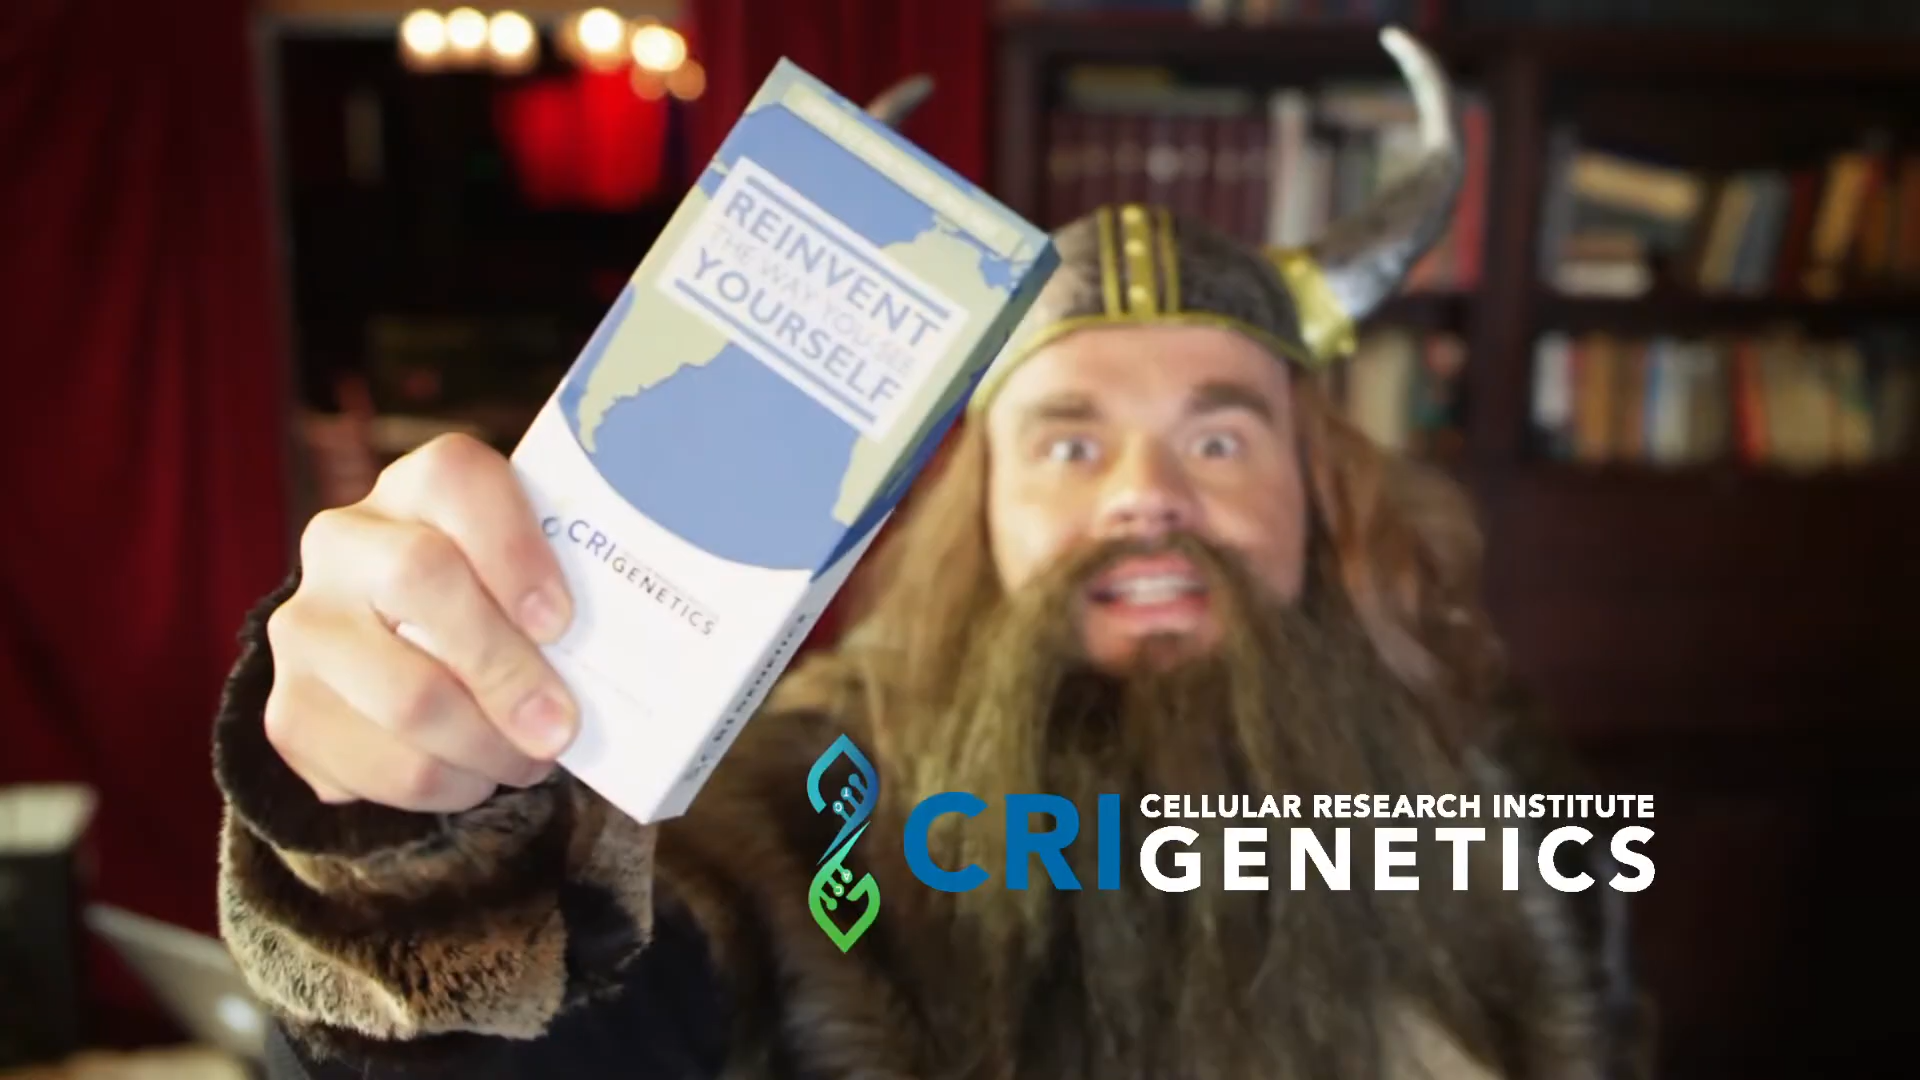 REINVENT
THE WAY YOU SEE
YOURSELF
CRIGENETICS
CRI CELLULAR RESEARCH INSTITUTE
GENETICS